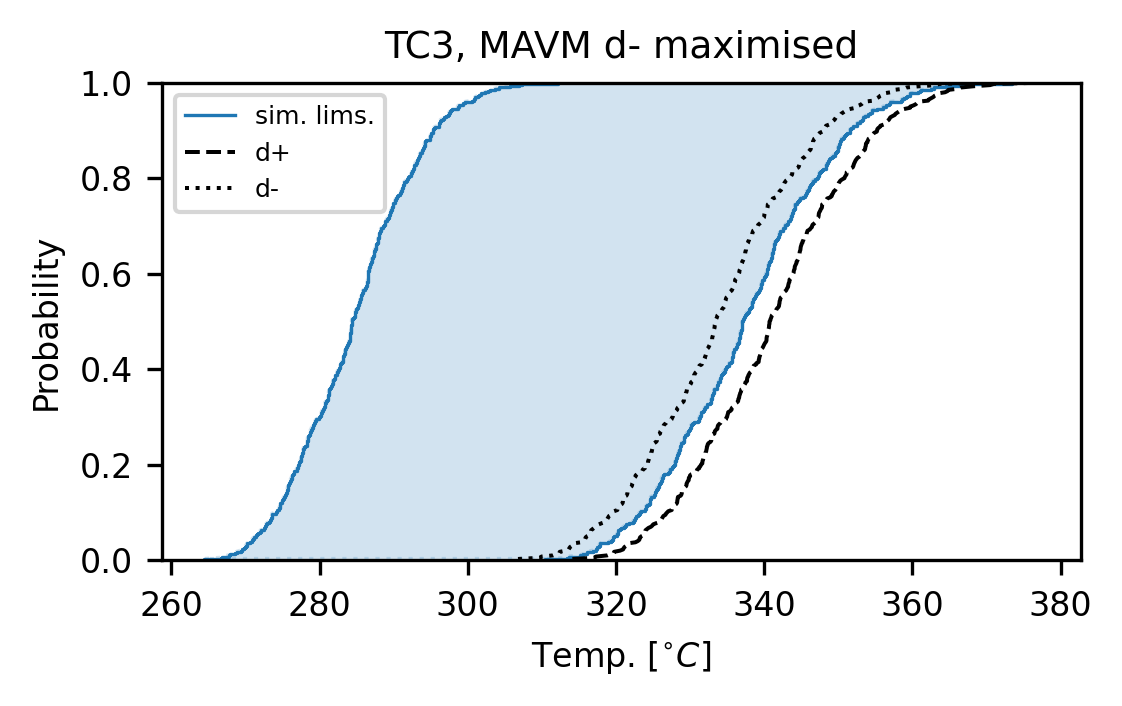 TC3, MAVM d- maximised
1.0
0.8
0.6
0.4
0.2
0.0
Probability
sim. lims.
d+
d-
260 280 300 320 340 360 380
Temp. [°C]